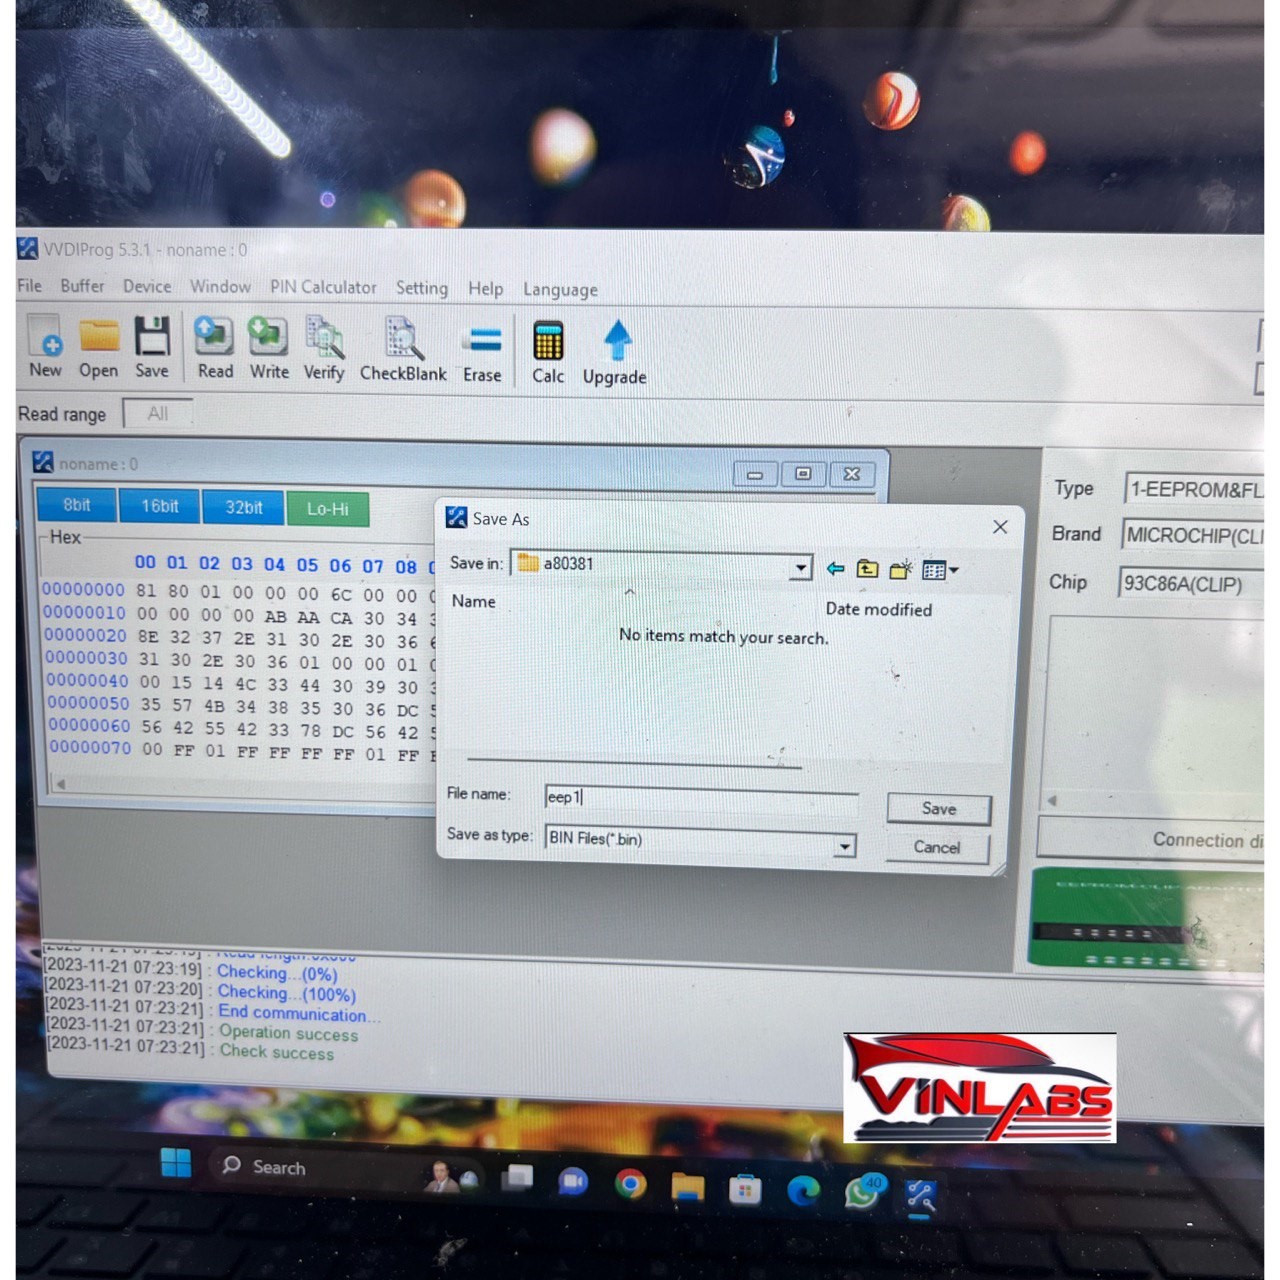 VVDIProg 5.3.1 - noname : 0
File Buffer Device Window PIN Calculator Setting Help Language
New Open Save Read Write Verify CheckBlank Erase Calc Upgrade
Read range All
noname : 0
8bit 16bit 32bit Lo-Hi
Hex
00 01 02 03 04 05 06 07 08
00000000 81 80 01 00 00 00 6C 00 00
00000010 00 00 00 00 AB AA CA 30 34
00000020 8E 32 37 2E 31 30 2E 30 36
00000030 31 30 2E 30 36 01 00 00 01
00000040 00 15 14 4C 33 44 30 39 30
00000050 35 57 4B 34 38 35 30 36 DC
00000060 56 42 55 42 33 78 DC 56 42
00000070 00 FF 01 FF FF FF FF 01 FF
Save As
Save in: a80381
Name Date modified
No items match your search.
File name: eep1
Save
Save as type: BIN Files(*.bin)
Cancel
Type 1-EEPROM&FL
Brand MICROCHIP(CLI
Chip 93C86A(CLIP)
Connection di
[2023-11-21 07:23:19] : Checking...(0%)
[2023-11-21 07:23:20] : Checking...(100%)
[2023-11-21 07:23:21] : End communication...
[2023-11-21 07:23:21] : Operation success
[2023-11-21 07:23:21] : Check success
VINLABS
Search
40